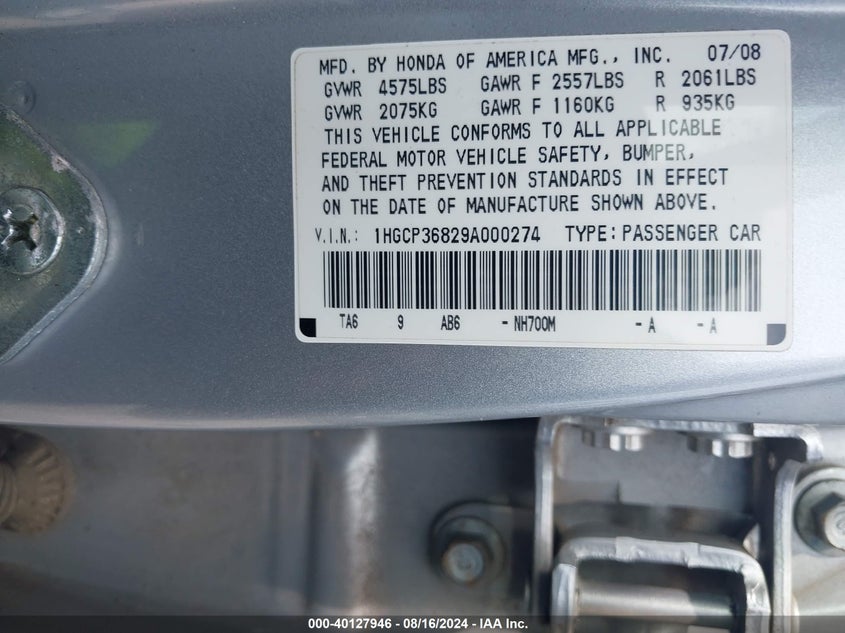 MFD. BY HONDA OF AMERICA MFG., INC. 07/08
GVWR 4575LBS GAWR F 2557LBS R 2061LBS
GVWR 2075KG GAWR F 1160KG R 935KG
THIS VEHICLE CONFORMS TO ALL APPLICABLE
FEDERAL MOTOR VEHICLE SAFETY, BUMPER,
AND THEFT PREVENTION STANDARDS IN EFFECT
ON THE DATE OF MANUFACTURE SHOWN ABOVE.
V.I.N.: 1HGCP36829A000274 TYPE: PASSENGER CAR
TA6 9 AB6 - NH700M - A - A
000-40127946 - 08/16/2024 - IAA Inc.